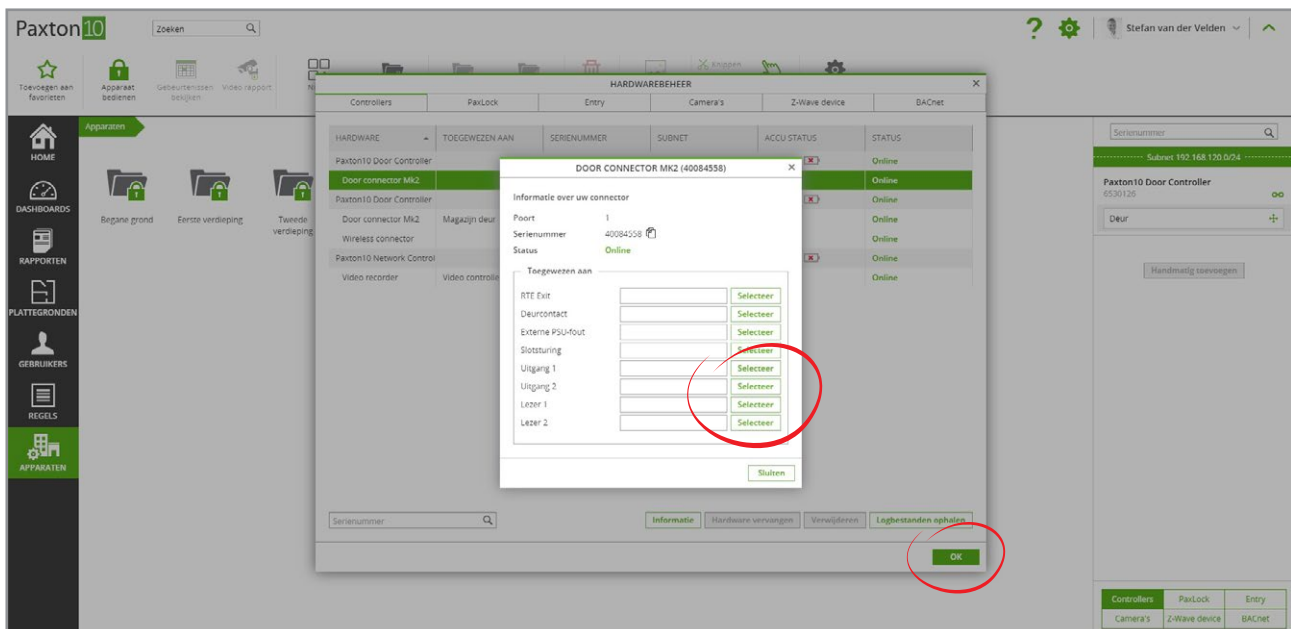 Paxton10
Zoeken
?
Stefan van der Velden
Toevoegen aan
favorieten
Apparaat
bedienen
Gebeurtenissen
bekijken
Video rapport
Knippen
HARDWAREBEHEER
Controllers
PaxLock
Entry
Camera's
Z-Wave device
BACnet
HOME
DASHBOARDS
RAPPORTEN
PLATTEGRONDEN
GEBRUIKERS
REGELS
APPARATEN
Apparaten
Begane grond
Eerste verdieping
Tweede
verdieping
HARDWARE TOEGEWEZEN AAN SERIENUMMER SUBNET ACCU STATUS STATUS
Paxton10 Door Controller Online
Door connector Mk2 Online
Paxton10 Door Controller Online
Door connector Mk2 Magazijn deur Online
Wireless connector Online
Paxton10 Network Control Online
Video recorder Video controlle Online
DOOR CONNECTOR MK2 (40084558)
Informatie over uw connector
Poort 1
Serienummer 40084558
Status Online
Toegewezen aan
RTE Exit Selecteer
Deurcontact Selecteer
Externe PSU-fout Selecteer
Slotsturing Selecteer
Uitgang 1 Selecteer
Uitgang 2 Selecteer
Lezer 1 Selecteer
Lezer 2 Selecteer
Sluiten
Serienummer
Informatie
Hardware vervangen
Verwijderen
Logbestanden ophalen
OK
Serienummer
Subnet 192.168.120.0/24
Paxton10 Door Controller
6530126
Deur
Handmatig toevoegen
Controllers PaxLock Entry
Camera's Z-Wave device BACnet